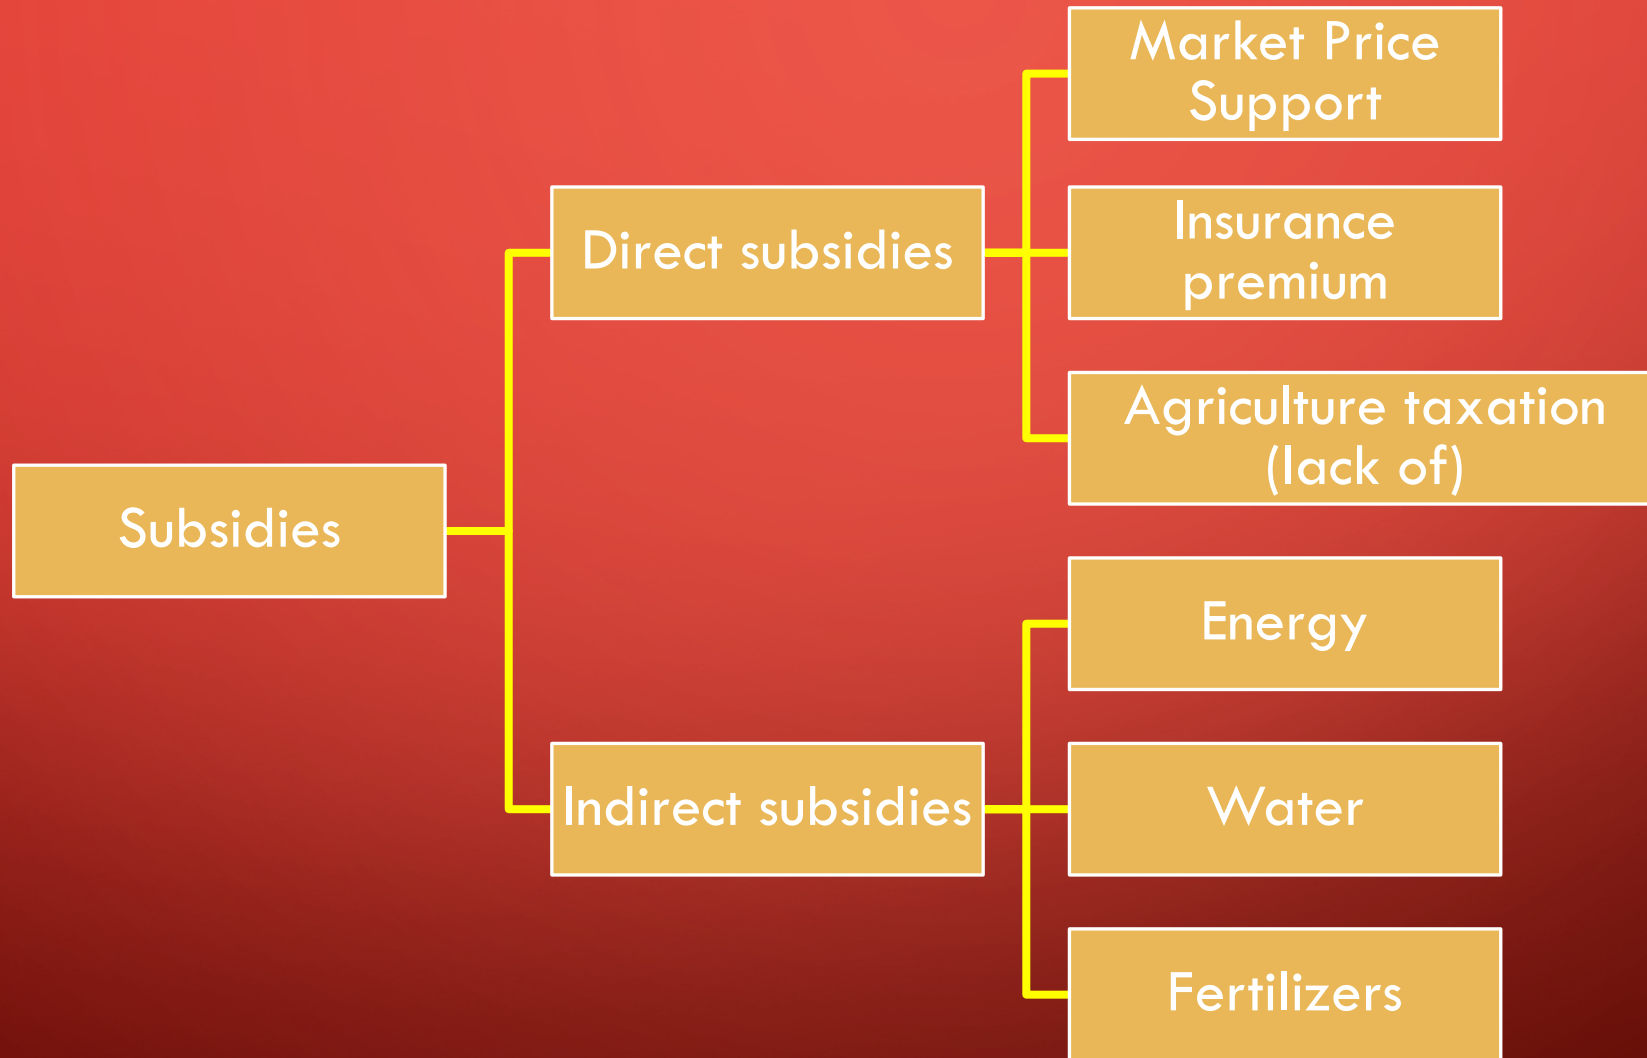 Subsidies
Direct subsidies
Market Price
Support
Insurance
premium
Agriculture taxation
(lack of)
Indirect subsidies
Energy
Water
Fertilizers